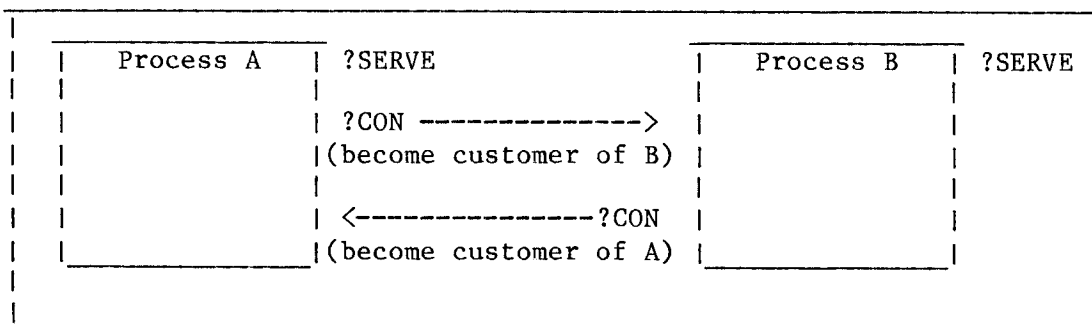 Process A ?SERVE Process B ?SERVE
?CON --------------->
(become customer of B)
<---------------?CON
(become customer of A)